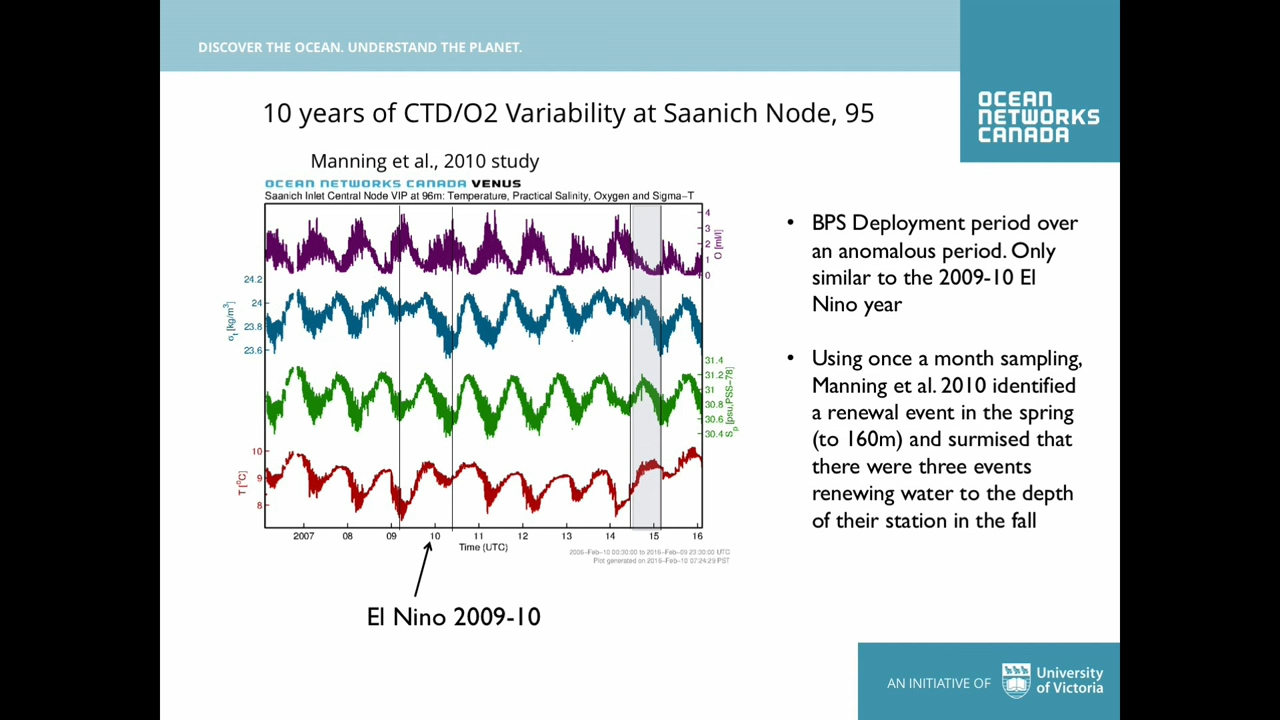 DISCOVER THE OCEAN. UNDERSTAND THE PLANET.
OCEAN
NETWORKS
CANADA
10 years of CTD/O2 Variability at Saanich Node, 95
Manning et al., 2010 study
OCEAN NETWORKS CANADA VENUS
Saanich Inlet Central Node VIP at 96m: Temperature, Practical Salinity, Oxygen and Sigma-T
4
3
2
1
0
O [ml/l]
24.2
24
23.8
23.6
σt [kg/m³]
31.4
31.2
31
30.8
30.6
30.4
Sp [psu,PSS-78]
10
9
8
T [°C]
2007 08 09 10 11 12 13 14 15 16
Time (UTC)
2006-Feb-10 00:30:00 to 2016-Feb-09 23:30:00 UTC
Plot generated on 2016-Feb-10 07:24:29 PST
El Nino 2009-10
• BPS Deployment period over
an anomalous period. Only
similar to the 2009-10 El
Nino year
• Using once a month sampling,
Manning et al. 2010 identified
a renewal event in the spring
(to 160m) and surmised that
there were three events
renewing water to the depth
of their station in the fall
AN INITIATIVE OF
University
of Victoria